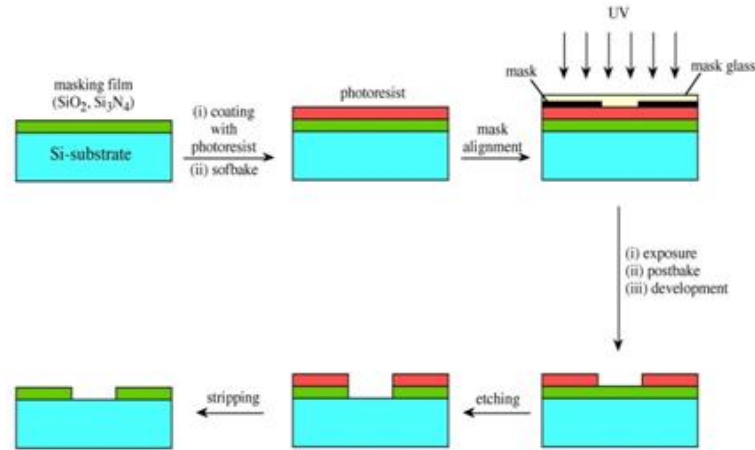 UV
mask glass
mask
masking film
(SiO₂, Si₃N₄)
photoresist
(i) coating
with
photoresist
(ii) sofbake
mask
alignment
Si-substrate
(i) exposure
(ii) postbake
(iii) development
stripping
etching